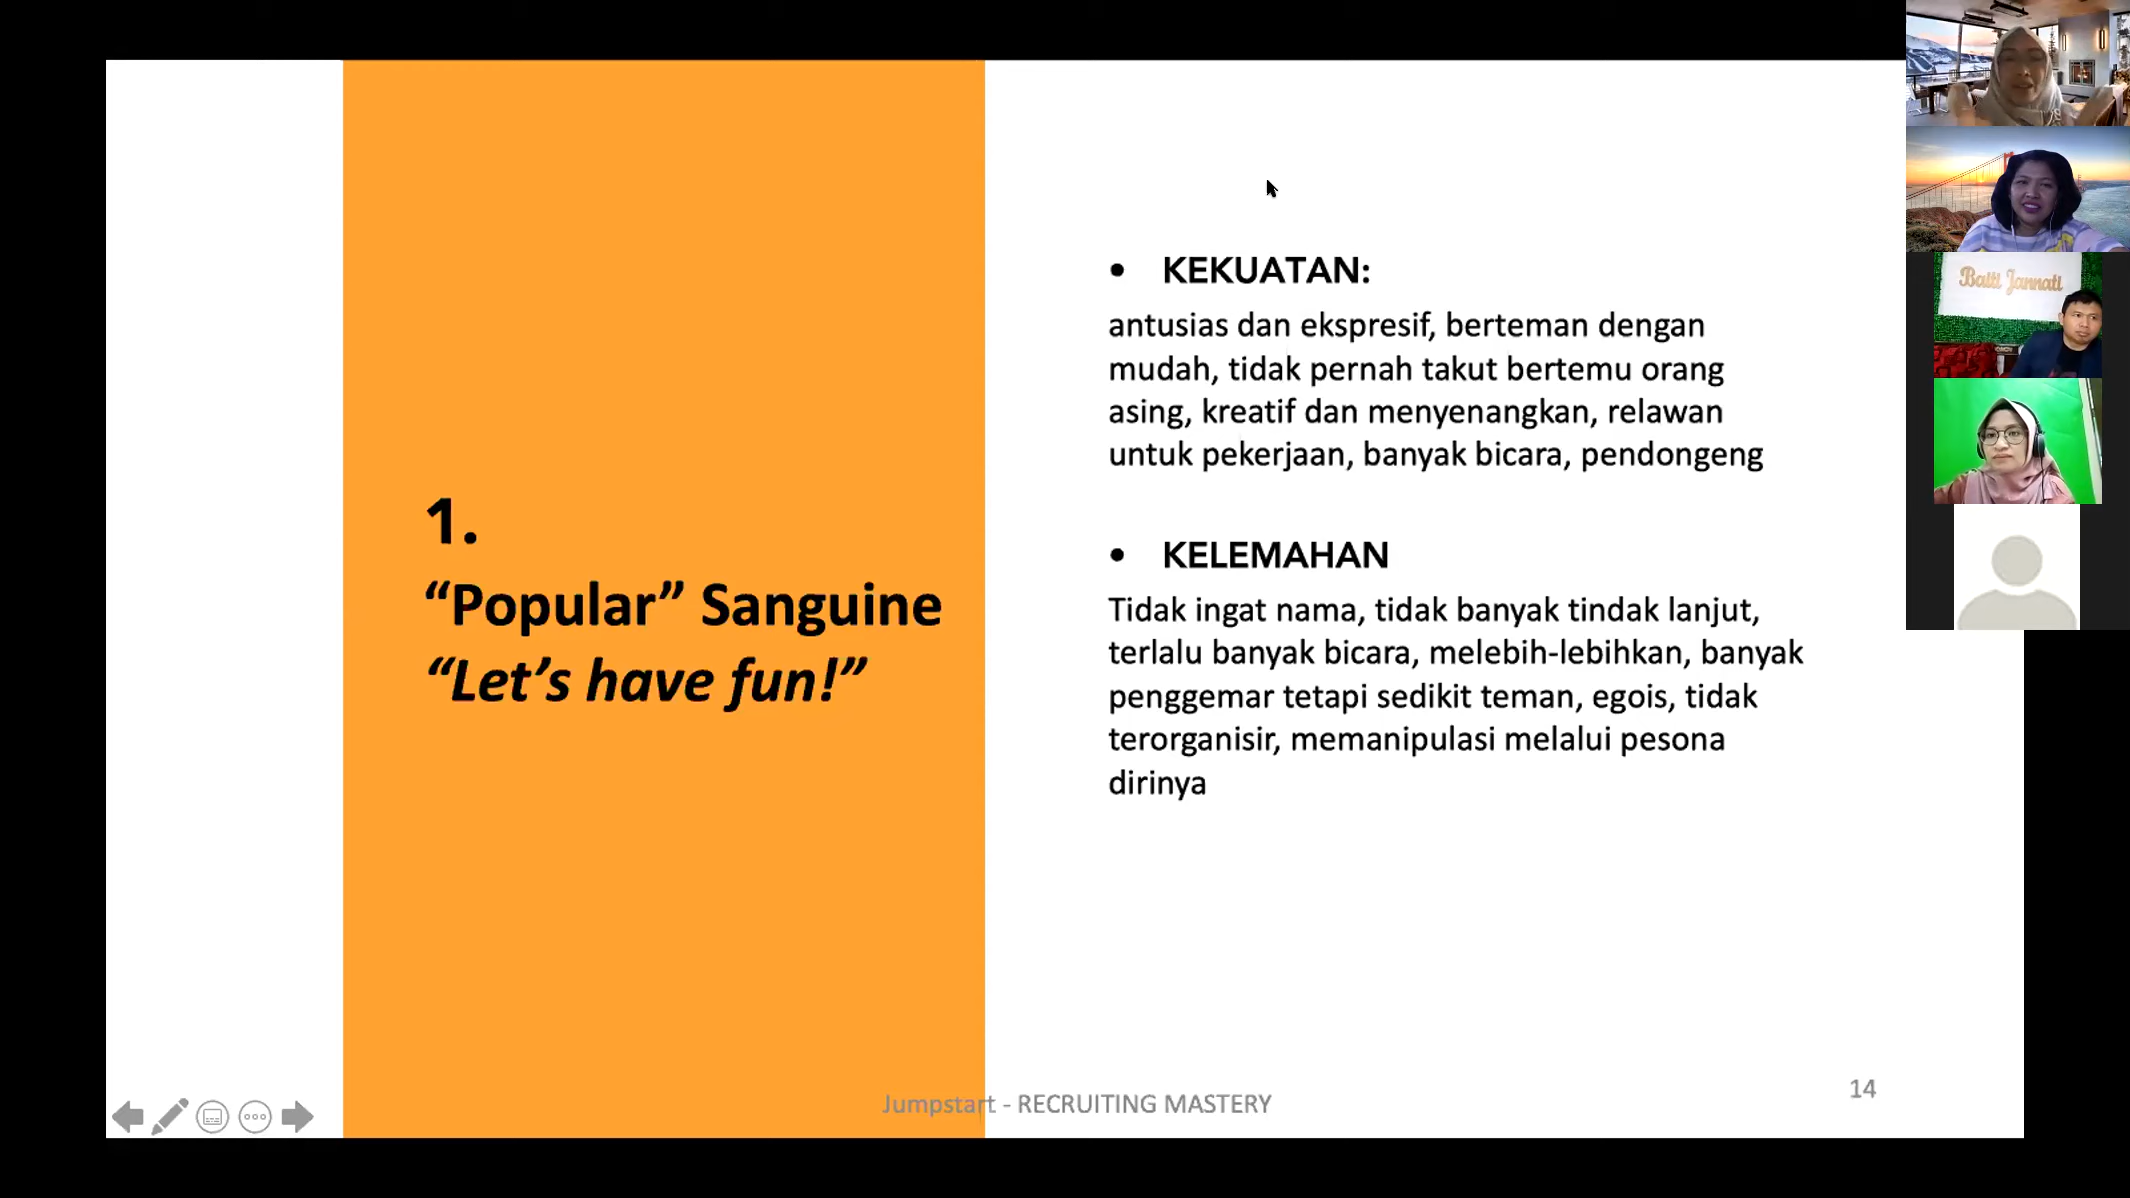 1.
“Popular” Sanguine
“Let’s have fun!”
• KEKUATAN:
antusias dan ekspresif, berteman dengan
mudah, tidak pernah takut bertemu orang
asing, kreatif dan menyenangkan, relawan
untuk pekerjaan, banyak bicara, pendongeng
• KELEMAHAN
Tidak ingat nama, tidak banyak tindak lanjut,
terlalu banyak bicara, melebih-lebihkan, banyak
penggemar tetapi sedikit teman, egois, tidak
terorganisir, memanipulasi melalui pesona
dirinya
Jumpstart - RECRUITING MASTERY
14
Baiti Jannati